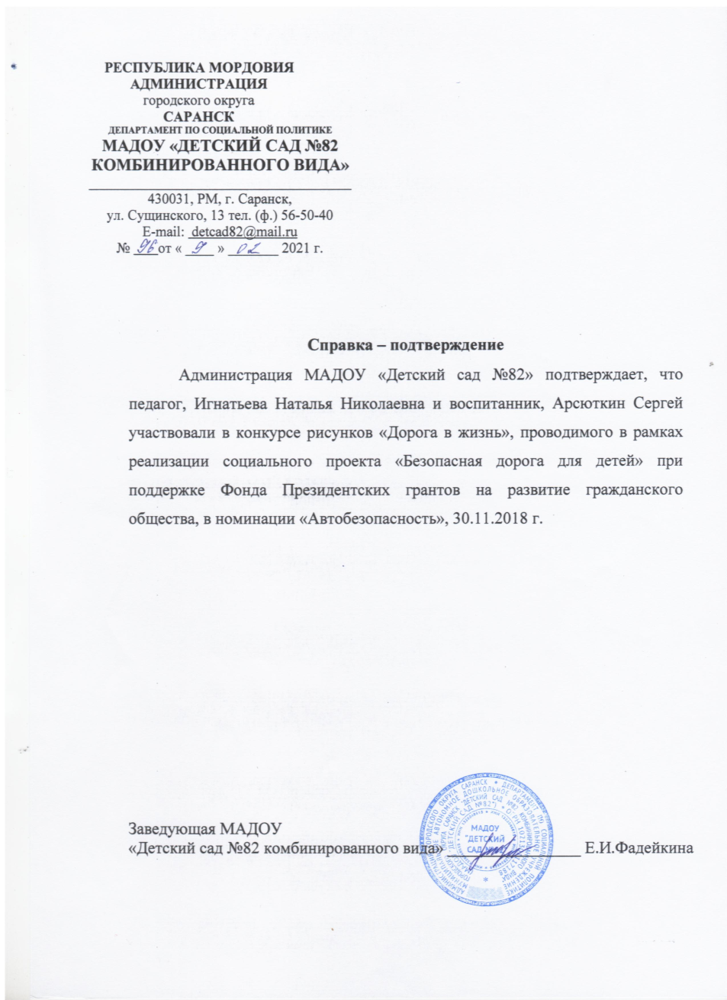 РЕСПУБЛИКА МОРДОВИЯ
АДМИНИСТРАЦИЯ
городского округа
САРАНСК
ДЕПАРТАМЕНТ ПО СОЦИАЛЬНОЙ ПОЛИТИКЕ
МАДОУ «ДЕТСКИЙ САД №82
КОМБИНИРОВАННОГО ВИДА»
430031, РМ, г. Саранск,
ул. Сущинского, 13 тел. (ф.) 56-50-40
E-mail: detcad82@mail.ru
№ 96 от « 9 » 02 2021 г.
Справка – подтверждение
Администрация МАДОУ «Детский сад №82» подтверждает, что
педагог, Игнатьева Наталья Николаевна и воспитанник, Арсюткин Сергей
участвовали в конкурсе рисунков «Дорога в жизнь», проводимого в рамках
реализации социального проекта «Безопасная дорога для детей» при
поддержке Фонда Президентских грантов на развитие гражданского
общества, в номинации «Автобезопасность», 30.11.2018 г.
Заведующая МАДОУ
«Детский сад №82 комбинированного вида» Е.И.Фадейкина
МАДОУ
"ДЕТСКИЙ
САД